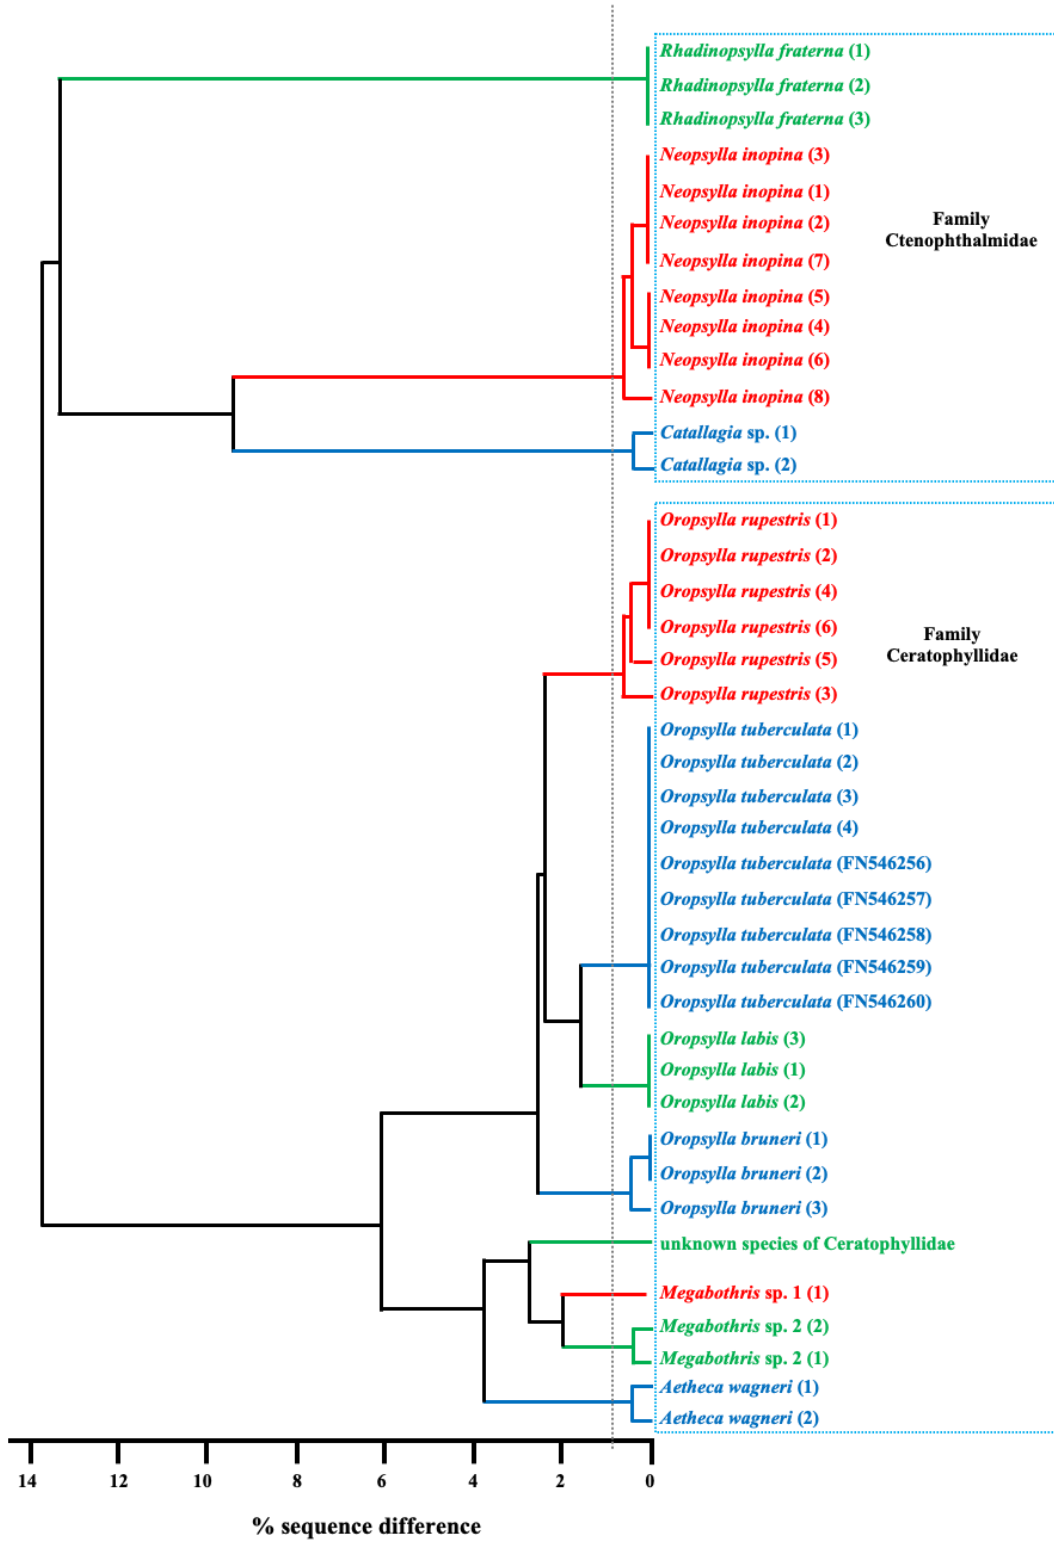 Rhadinopsylla fraterna (1)
Rhadinopsylla fraterna (2)
Rhadinopsylla fraterna (3)
Neopsylla inopina (3)
Neopsylla inopina (1)
Neopsylla inopina (2)
Neopsylla inopina (7)
Neopsylla inopina (5)
Neopsylla inopina (4)
Neopsylla inopina (6)
Neopsylla inopina (8)
Catallagia sp. (1)
Catallagia sp. (2)
Family
Ctenophthalmidae
Oropsylla rupestris (1)
Oropsylla rupestris (2)
Oropsylla rupestris (4)
Oropsylla rupestris (6)
Oropsylla rupestris (5)
Oropsylla rupestris (3)
Oropsylla tuberculata (1)
Oropsylla tuberculata (2)
Oropsylla tuberculata (3)
Oropsylla tuberculata (4)
Oropsylla tuberculata (FN546256)
Oropsylla tuberculata (FN546257)
Oropsylla tuberculata (FN546258)
Oropsylla tuberculata (FN546259)
Oropsylla tuberculata (FN546260)
Oropsylla labis (3)
Oropsylla labis (1)
Oropsylla labis (2)
Oropsylla bruneri (1)
Oropsylla bruneri (2)
Oropsylla bruneri (3)
unknown species of Ceratophyllidae
Megabothris sp. 1 (1)
Megabothris sp. 2 (2)
Megabothris sp. 2 (1)
Aetheca wagneri (1)
Aetheca wagneri (2)
Family
Ceratophyllidae
14 12 10 8 6 4 2 0
% sequence difference